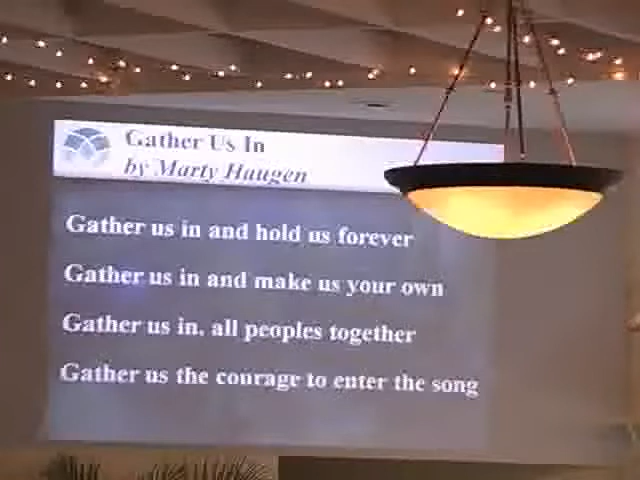 Gather Us In
by Marty Haugen
Gather us in and hold us forever
Gather us in and make us your own
Gather us in, all peoples together
Gather us the courage to enter the song